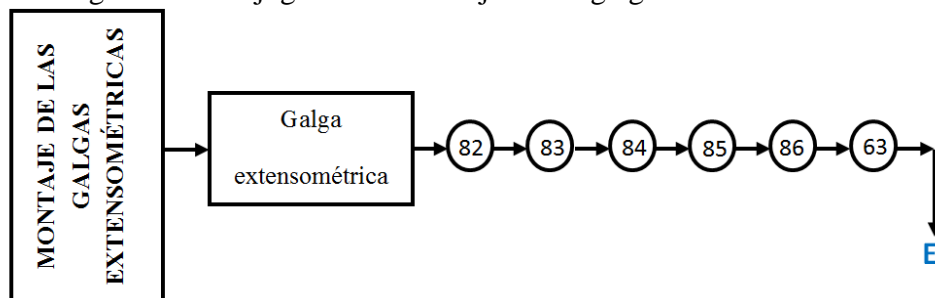 MONTAJE DE LAS
GALGAS
EXTENSOMÉTRICAS
Galga
extensométrica
82
83
84
85
86
63
E